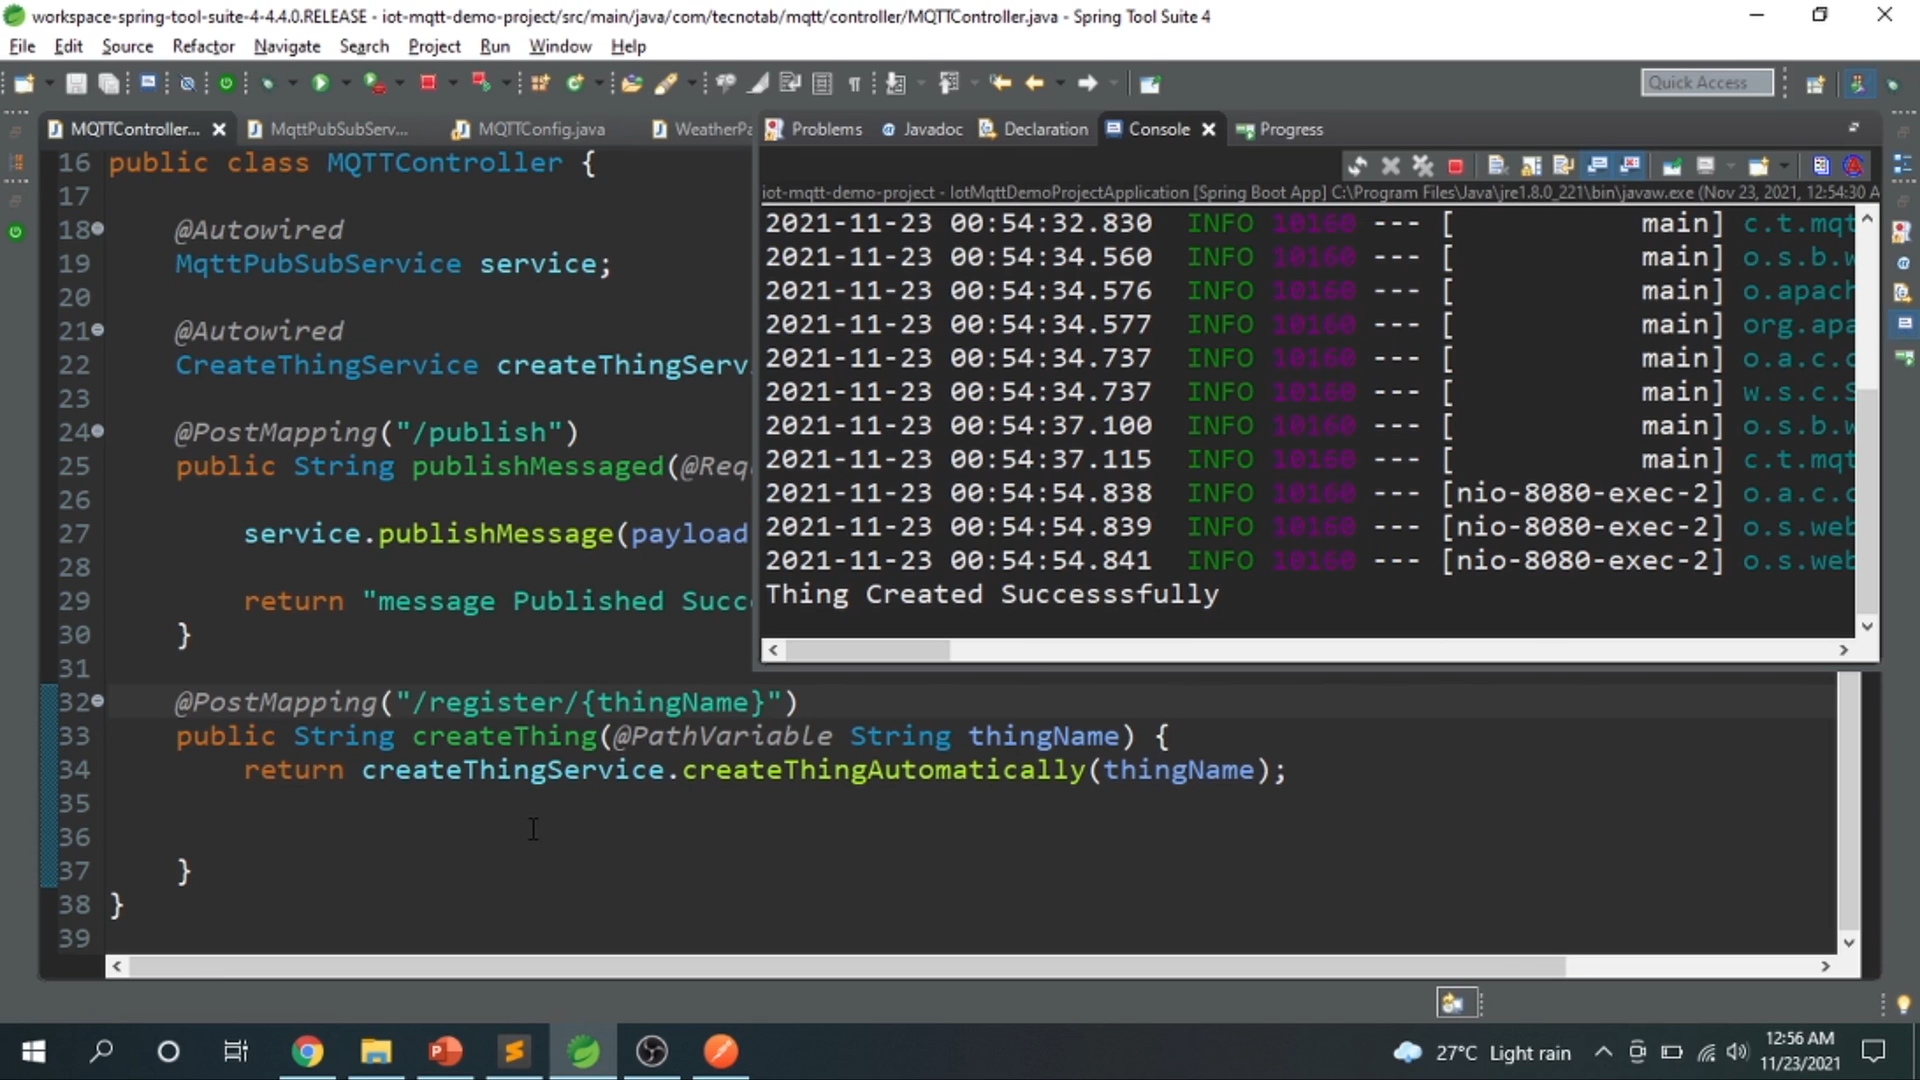 workspace-spring-tool-suite-4-4.4.0.RELEASE - iot-mqtt-demo-project/src/main/java/com/tecnotab/mqtt/controller/MQTTController.java - Spring Tool Suite 4
File Edit Source Refactor Navigate Search Project Run Window Help
Quick Access
MQTTController... MqttPubSubServ... MQTTConfig.java WeatherPa
Problems Javadoc Declaration Console Progress
iot-mqtt-demo-project - IotMqttDemoProjectApplication [Spring Boot App] C:\Program Files\Java\jre1.8.0_221\bin\javaw.exe (Nov 23, 2021, 12:54:30 A
2021-11-23 00:54:32.830 INFO 10160 --- [ main] c.t.mqt
2021-11-23 00:54:34.560 INFO 10160 --- [ main] o.s.b.w
2021-11-23 00:54:34.576 INFO 10160 --- [ main] o.apach
2021-11-23 00:54:34.577 INFO 10160 --- [ main] org.apa
2021-11-23 00:54:34.737 INFO 10160 --- [ main] o.a.c.c
2021-11-23 00:54:34.737 INFO 10160 --- [ main] w.s.c.S
2021-11-23 00:54:37.100 INFO 10160 --- [ main] o.s.b.w
2021-11-23 00:54:37.115 INFO 10160 --- [ main] c.t.mqt
2021-11-23 00:54:54.838 INFO 10160 --- [nio-8080-exec-2] o.a.c.c
2021-11-23 00:54:54.839 INFO 10160 --- [nio-8080-exec-2] o.s.web
2021-11-23 00:54:54.841 INFO 10160 --- [nio-8080-exec-2] o.s.web
Thing Created Successsfully
16 public class MQTTController {
17
18 @Autowired
19 MqttPubSubService service;
20
21 @Autowired
22 CreateThingService createThingServ
23
24 @PostMapping("/publish")
25 public String publishMessaged(@Req
26
27 service.publishMessage(payload
28
29 return "message Published Succ
30 }
31
32 @PostMapping("/register/{thingName}")
33 public String createThing(@PathVariable String thingName) {
34 return createThingService.createThingAutomatically(thingName);
35
36
37 }
38 }
39
27°C Light rain
12:56 AM
11/23/2021